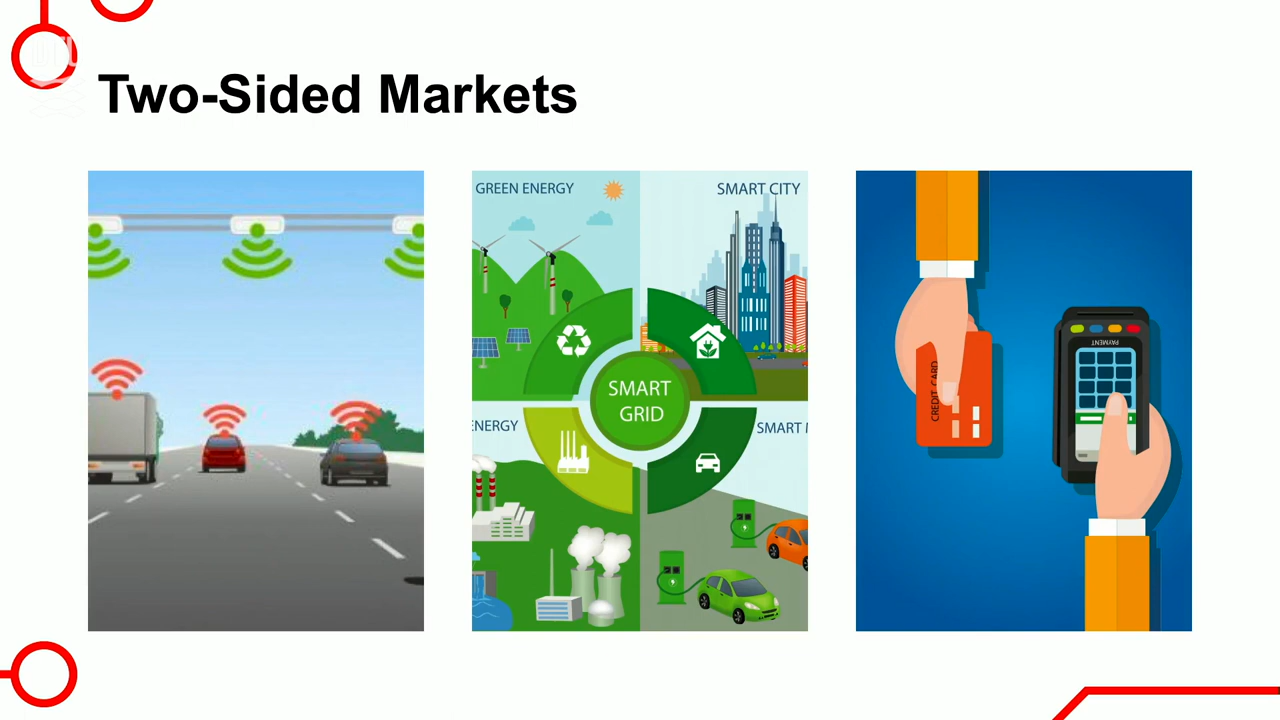 Two-Sided Markets
GREEN ENERGY
SMART CITY
SMART
GRID
ENERGY
SMART
CREDIT CARD
PAYMENT